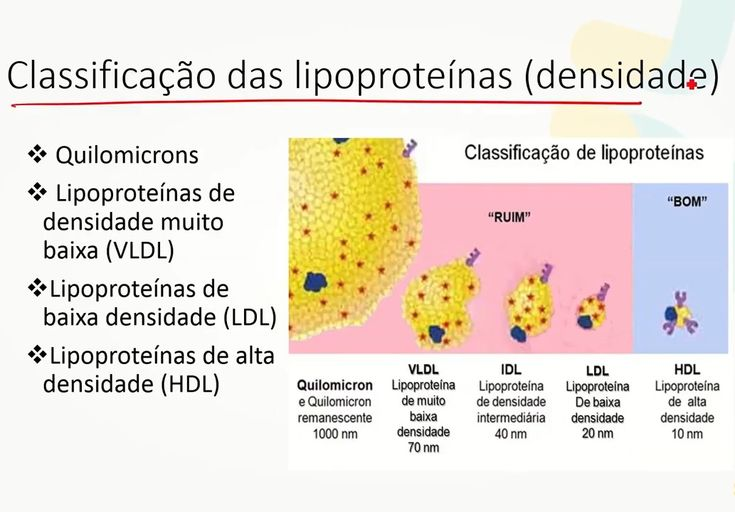 Classificação das lipoproteínas (densidade)
❖ Quilomicrons
❖ Lipoproteínas de
densidade muito
baixa (VLDL)
❖Lipoproteínas de
baixa densidade (LDL)
❖Lipoproteínas de alta
densidade (HDL)
Classificação de lipoproteínas
“RUIM”
“BOM”
Quilomicron
e Quilomicron
remanescente
1000 nm
VLDL
Lipoproteína
de muito
baixa
densidade
70 nm
IDL
Lipoproteína
de densidade
intermediária
40 nm
LDL
Lipoproteína
De baixa
densidade
20 nm
HDL
Lipoproteína
de alta
densidade
10 nm